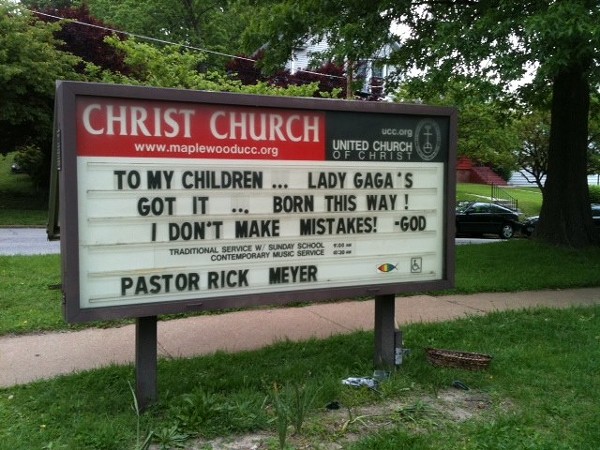 CHRIST CHURCH
www.maplewooducc.org
ucc.org
UNITED CHURCH
OF CHRIST
TO MY CHILDREN ... LADY GAGA'S
GOT IT ... BORN THIS WAY !
I DON'T MAKE MISTAKES! -GOD
TRADITIONAL SERVICE W/ SUNDAY SCHOOL
CONTEMPORARY MUSIC SERVICE
PASTOR RICK MEYER